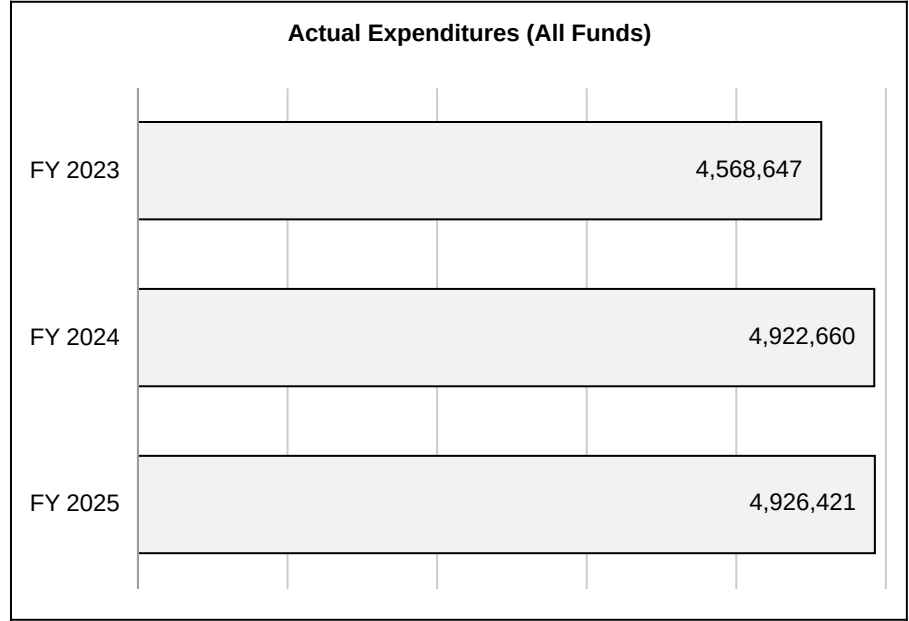 Actual Expenditures (All Funds)
FY 2023
4,568,647
FY 2024
4,922,660
FY 2025
4,926,421